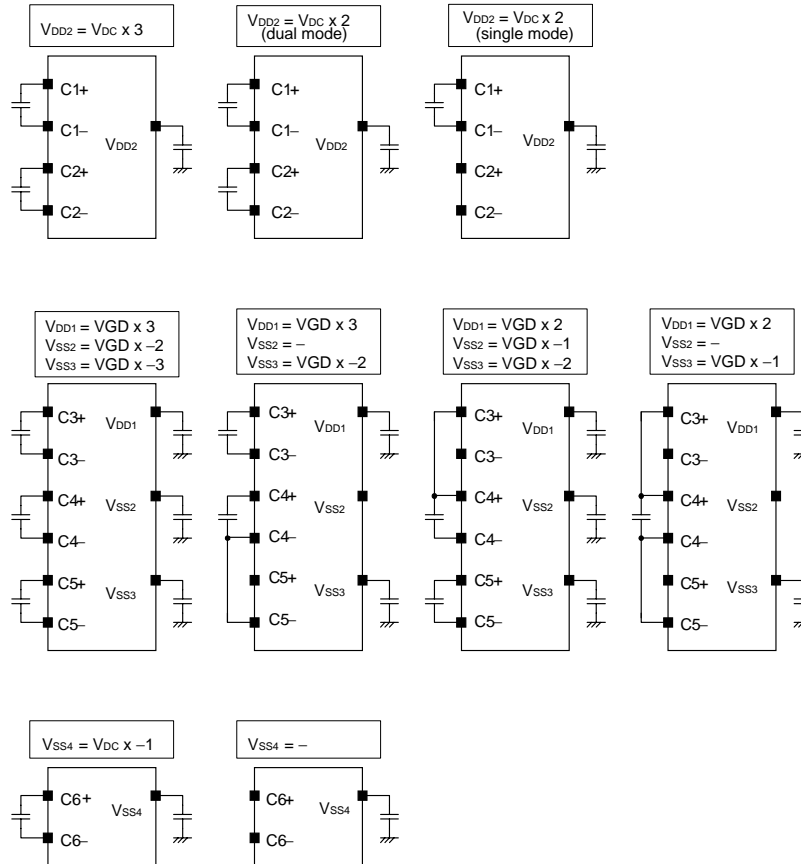 VDD2 = VDC x 3
VDD2 = VDC x 2
(dual mode)
VDD2 = VDC x 2
(single mode)
C1+
C1–
VDD2
C2+
C2–
C1+
C1–
VDD2
C2+
C2–
C1+
C1–
VDD2
C2+
C2–
VDD1 = VGD x 3
VSS2 = VGD x –2
VSS3 = VGD x –3
VDD1 = VGD x 3
VSS2 = –
VSS3 = VGD x –2
VDD1 = VGD x 2
VSS2 = VGD x –1
VSS3 = VGD x –2
VDD1 = VGD x 2
VSS2 = –
VSS3 = VGD x –1
C3+
VDD1
C3–
C4+
VSS2
C4–
C5+
VSS3
C5–
C3+
VDD1
C3–
C4+
VSS2
C4–
C5+
VSS3
C5–
C3+
VDD1
C3–
C4+
VSS2
C4–
C5+
VSS3
C5–
C3+
VDD1
C3–
C4+
VSS2
C4–
C5+
VSS3
C5–
VSS4 = VDC x –1
VSS4 = -
C6+
VSS4
C6–
C6+
VSS4
C6–